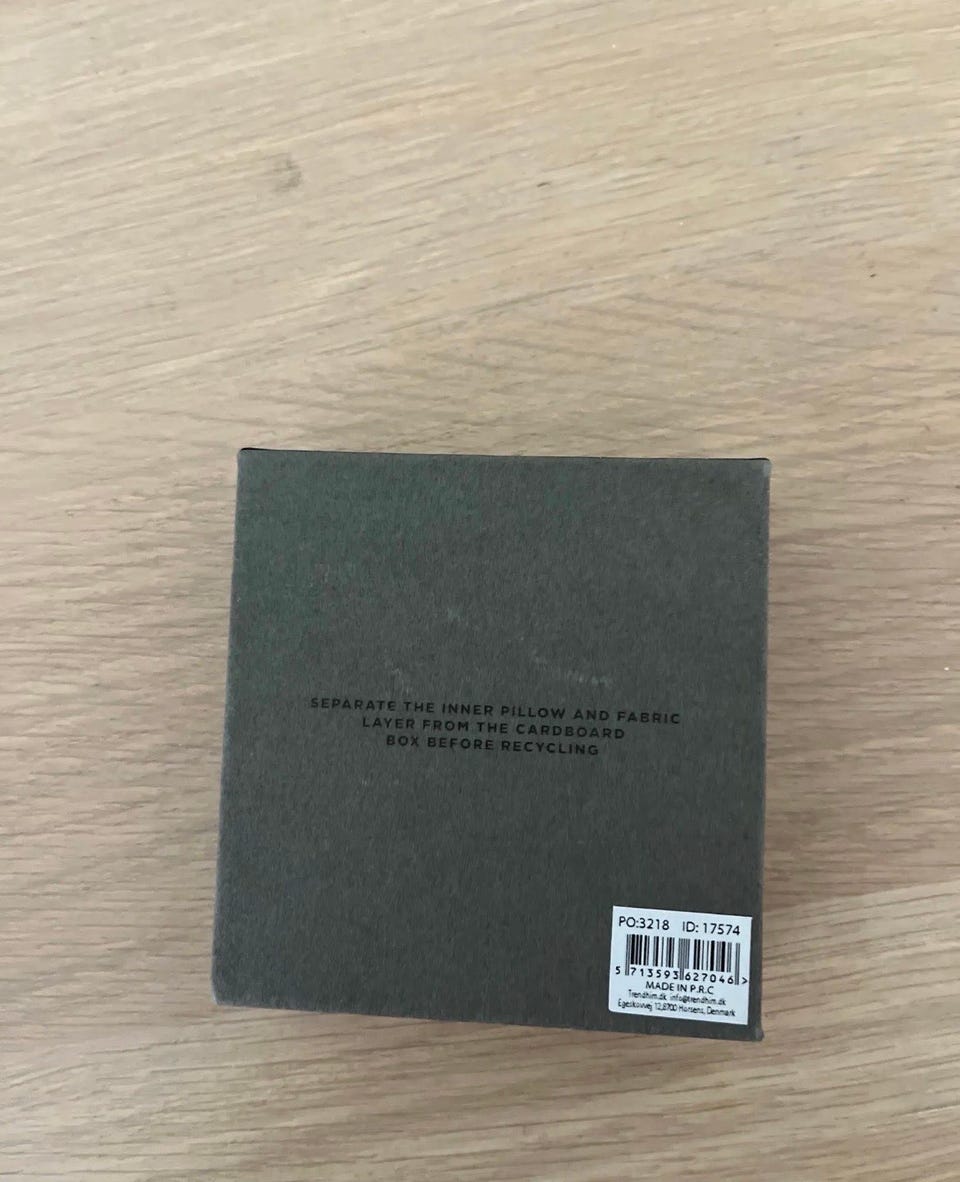 SEPARATE THE INNER PILLOW AND FABRIC
LAYER FROM THE CARDBOARD
BOX BEFORE RECYCLING
PO:3218 ID: 17574
5 713593 627046 >
MADE IN P.R.C
Trendhim.dk info@trendhim.dk
Egeskovvej 12,8700 Horsens, Denmark